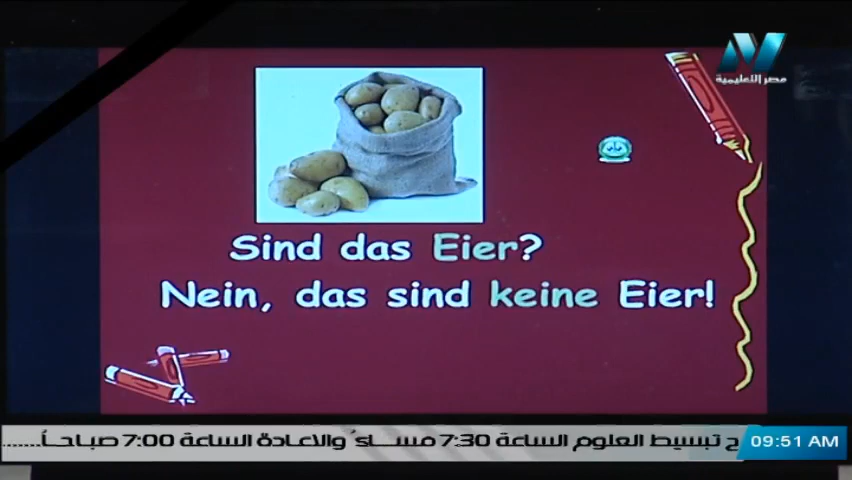 مصر التعليمية
Sind das Eier?
Nein, das sind keine Eier!
ح تبسيط العلوم الساعة 7:30 مساءً والاعادة الساعة 7:00 صباحاً......
09:51 AM